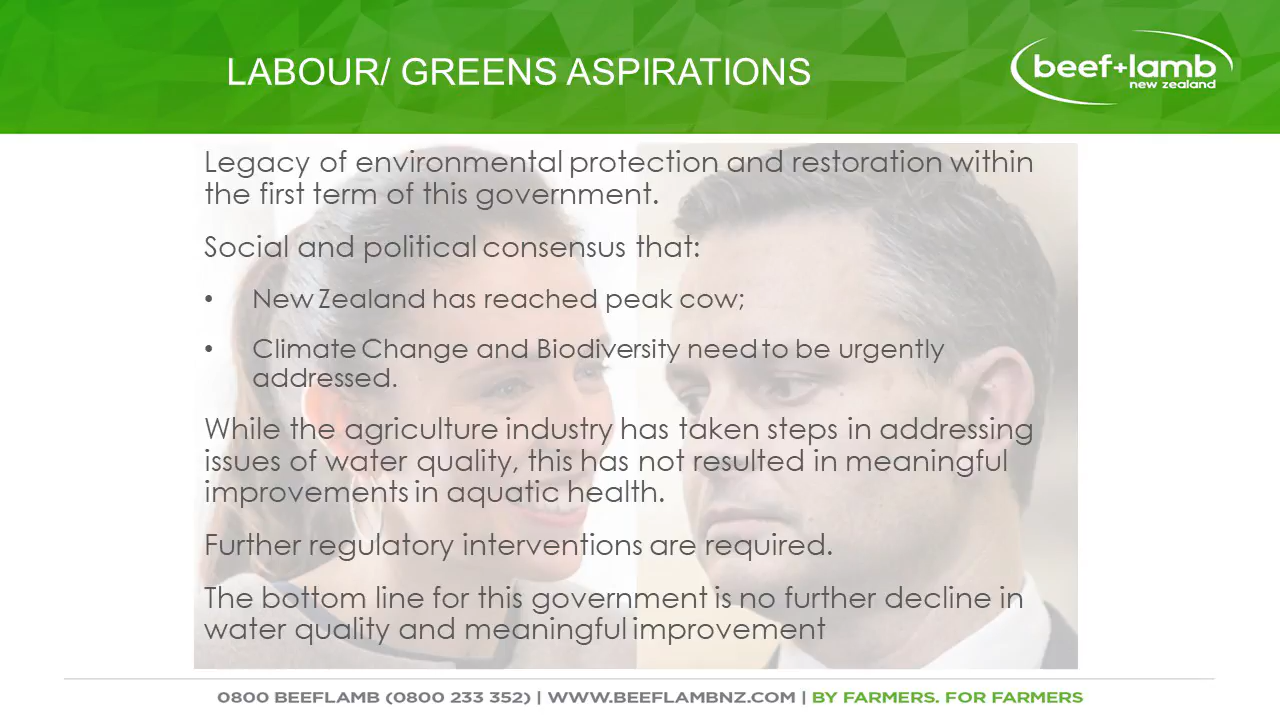 LABOUR/ GREENS ASPIRATIONS
beef+lamb
new zealand
Legacy of environmental protection and restoration within
the first term of this government.
Social and political consensus that:
• New Zealand has reached peak cow;
• Climate Change and Biodiversity need to be urgently
addressed.
While the agriculture industry has taken steps in addressing
issues of water quality, this has not resulted in meaningful
improvements in aquatic health.
Further regulatory interventions are required.
The bottom line for this government is no further decline in
water quality and meaningful improvement
0800 BEEFLAMB (0800 233 352) | WWW.BEEFLAMBNZ.COM | BY FARMERS. FOR FARMERS